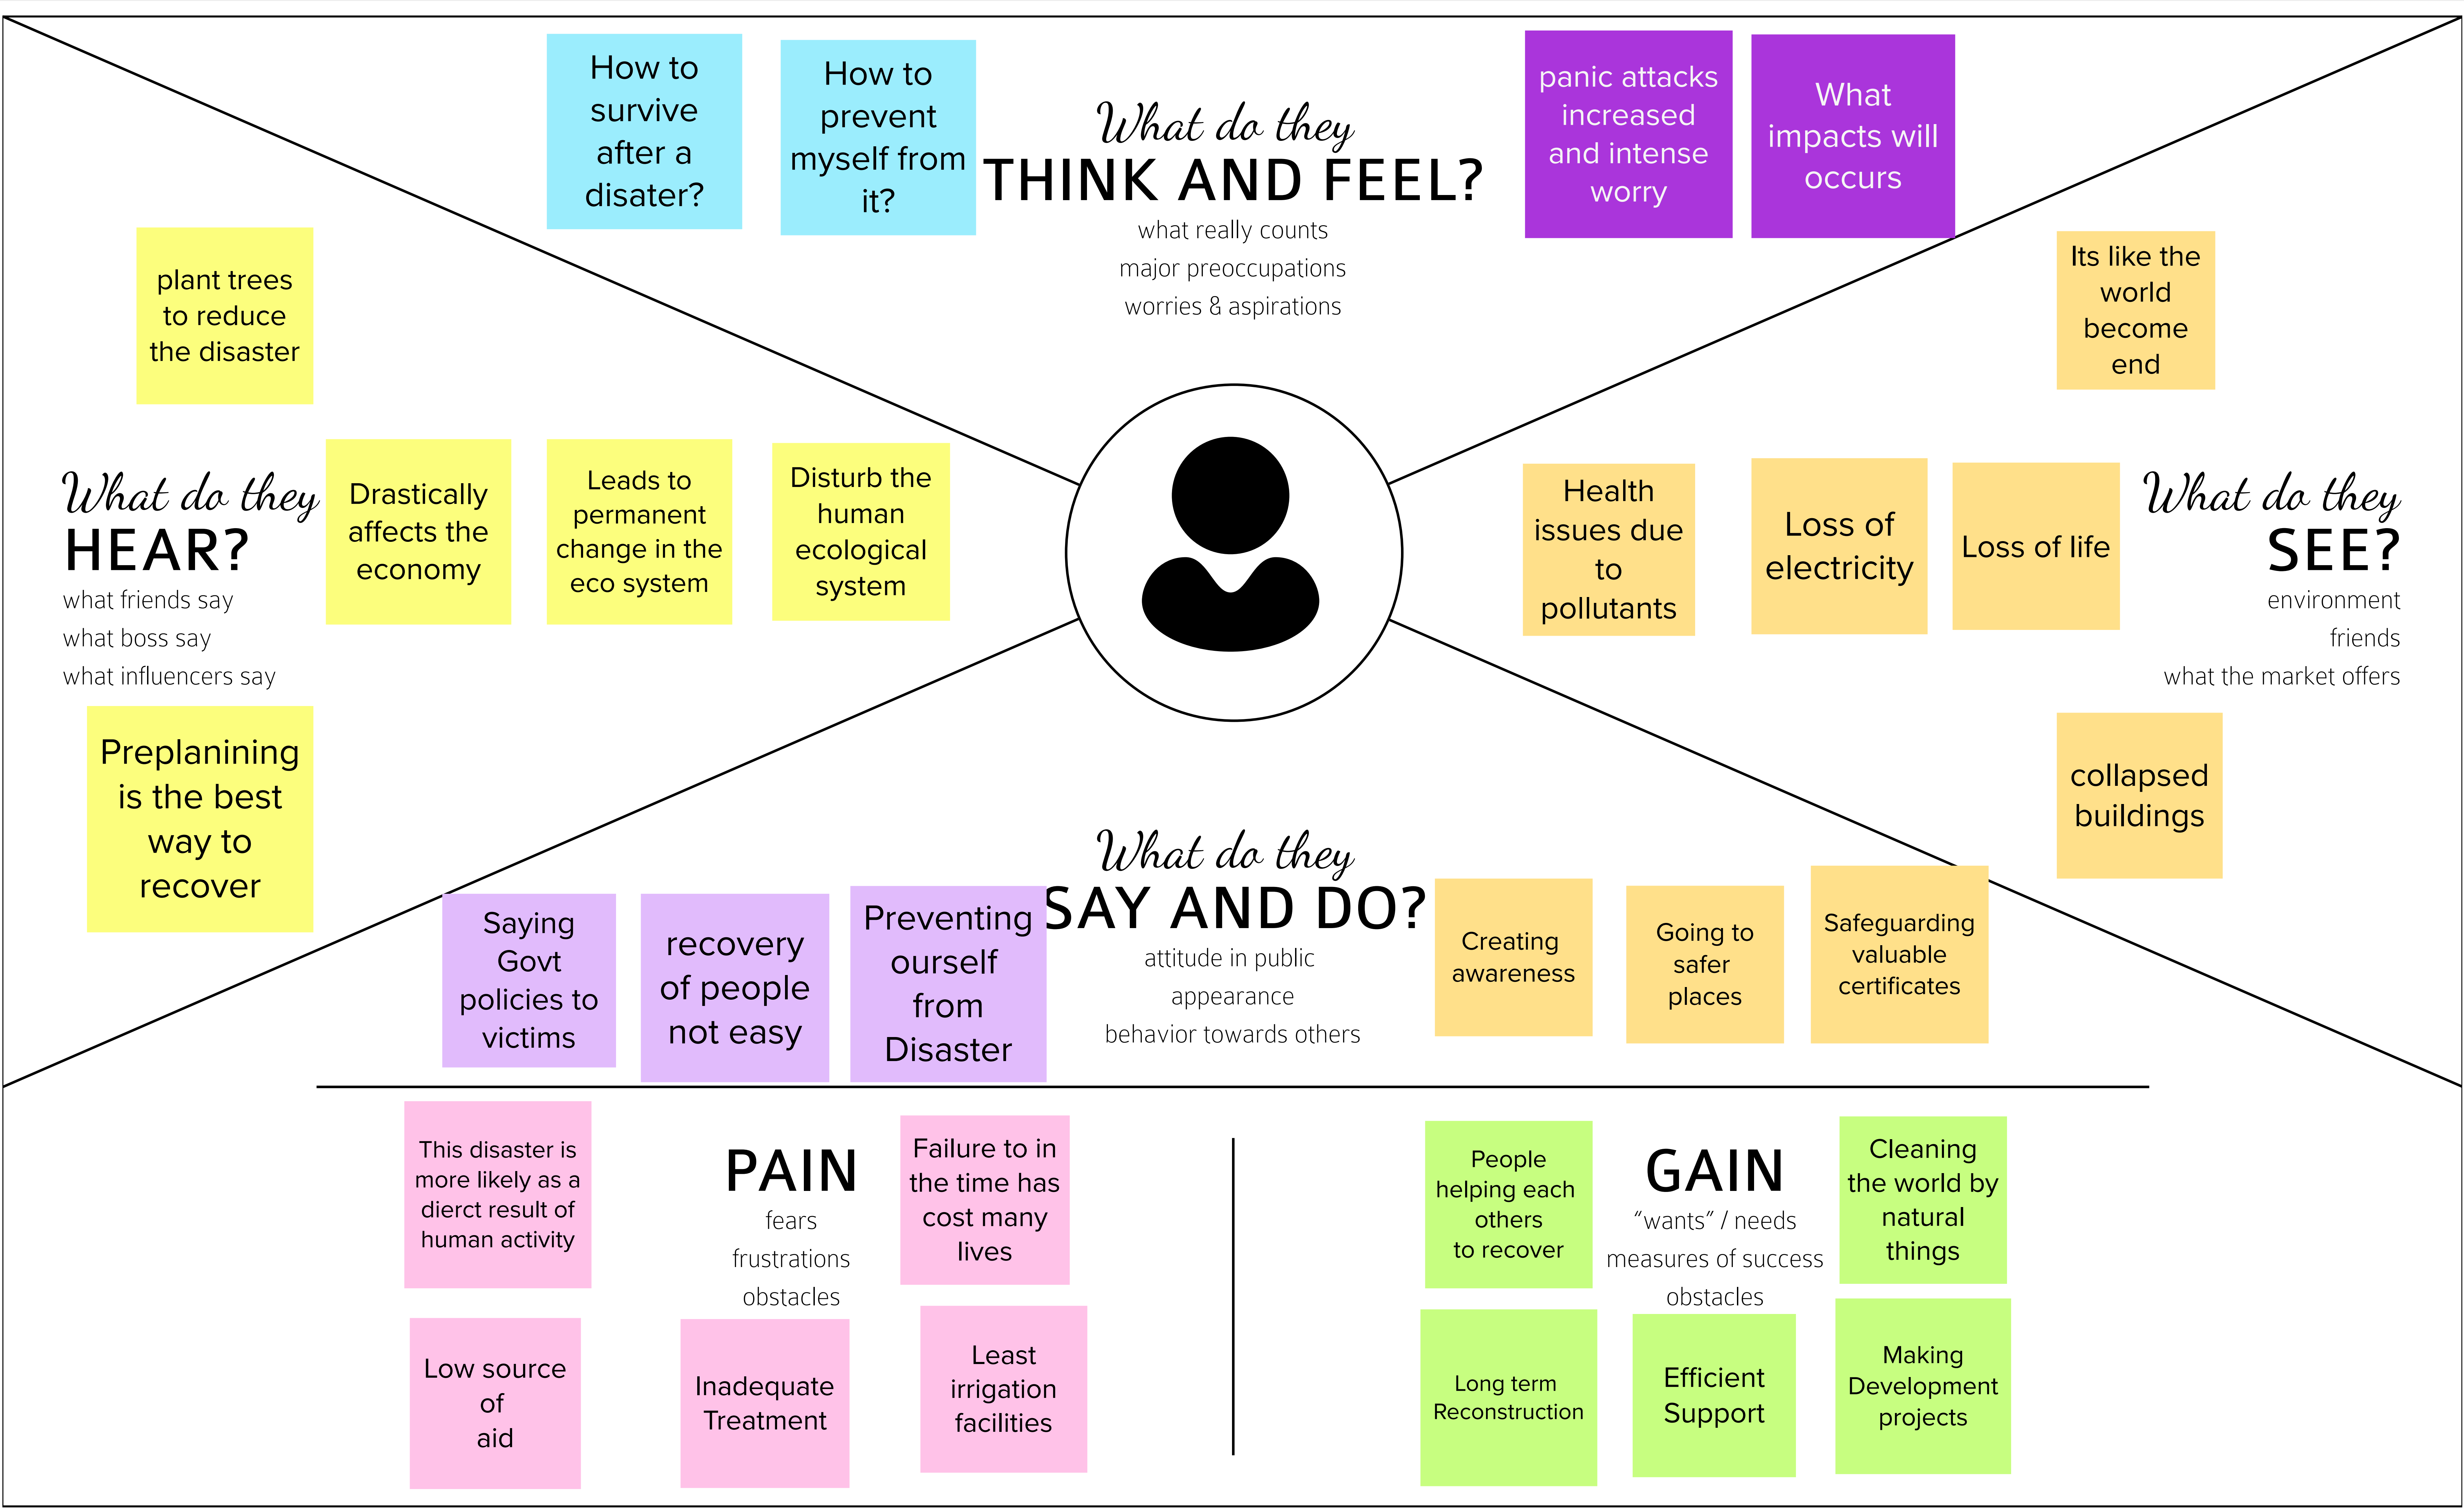 How to
survive
after a
disater?
How to
prevent
myself from
it?
What do they
THINK AND FEEL?
what really counts
major preoccupations
worries & aspirations
panic attacks
increased
and intense
worry
What
impacts will
occurs
plant trees
to reduce
the disaster
What do they
HEAR?
what friends say
what boss say
what influencers say
Drastically
affects the
economy
Leads to
permanent
change in the
eco system
Disturb the
human
ecological
system
Preplanining
is the best
way to
recover
Its like the
world
become
end
Health
issues due
to
pollutants
Loss of
electricity
Loss of life
What do they
SEE?
environment
friends
what the market offers
collapsed
buildings
Saying
Govt
policies to
victims
recovery
of people
not easy
Preventing
ourself
from
Disaster
What do they
SAY AND DO?
attitude in public
appearance
behavior towards others
Creating
awareness
Going to
safer
places
Safeguarding
valuable
certificates
This disaster is
more likely as a
dierct result of
human activity
PAIN
fears
frustrations
obstacles
Failure to in
the time has
cost many
lives
Low source
of
aid
Inadequate
Treatment
Least
irrigation
facilities
People
helping each
others
to recover
GAIN
“wants” / needs
measures of success
obstacles
Cleaning
the world by
natural
things
Long term
Reconstruction
Efficient
Support
Making
Development
projects